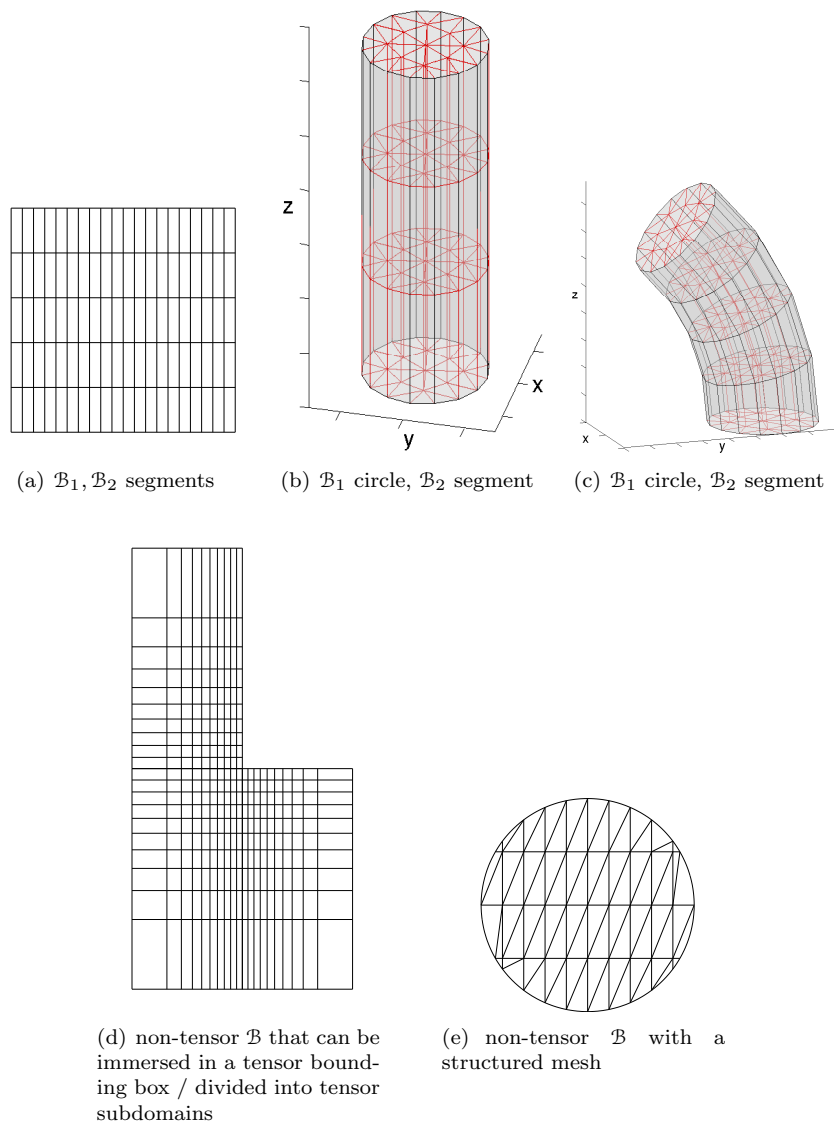 z
x
y
z
x
y
(a) ℬ₁, ℬ₂ segments
(b) ℬ₁ circle, ℬ₂ segment
(c) ℬ₁ circle, ℬ₂ segment
(d) non-tensor ℬ that can be
immersed in a tensor bound-
ing box / divided into tensor
subdomains
(e) non-tensor ℬ with a
structured mesh